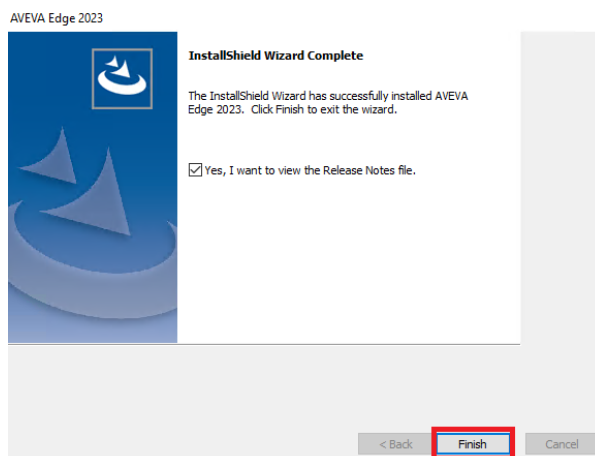 AVEVA Edge 2023
InstallShield Wizard Complete
The InstallShield Wizard has successfully installed AVEVA
Edge 2023. Click Finish to exit the wizard.
Yes, I want to view the Release Notes file.
< Back Finish Cancel